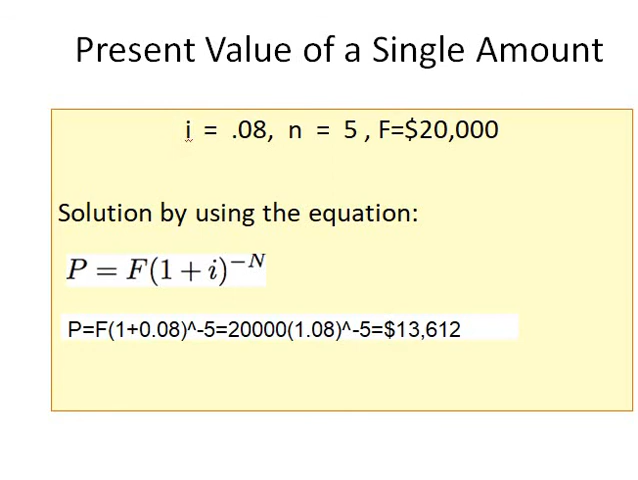 Present Value of a Single Amount
i = .08, n = 5 , F=$20,000
Solution by using the equation:
P = F(1 + i)^{-N}
P=F(1+0.08)^-5=20000(1.08)^-5=$13,612